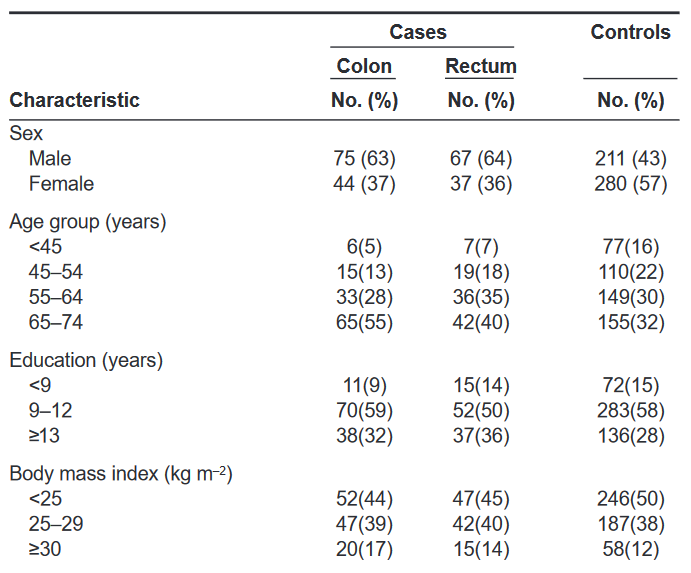 Cases Controls
Colon Rectum
Characteristic No. (%) No. (%) No. (%)
Sex
Male 75 (63) 67 (64) 211 (43)
Female 44 (37) 37 (36) 280 (57)
Age group (years)
<45 6(5) 7(7) 77(16)
45–54 15(13) 19(18) 110(22)
55–64 33(28) 36(35) 149(30)
65–74 65(55) 42(40) 155(32)
Education (years)
<9 11(9) 15(14) 72(15)
9–12 70(59) 52(50) 283(58)
≥13 38(32) 37(36) 136(28)
Body mass index (kg m–2)
<25 52(44) 47(45) 246(50)
25–29 47(39) 42(40) 187(38)
≥30 20(17) 15(14) 58(12)